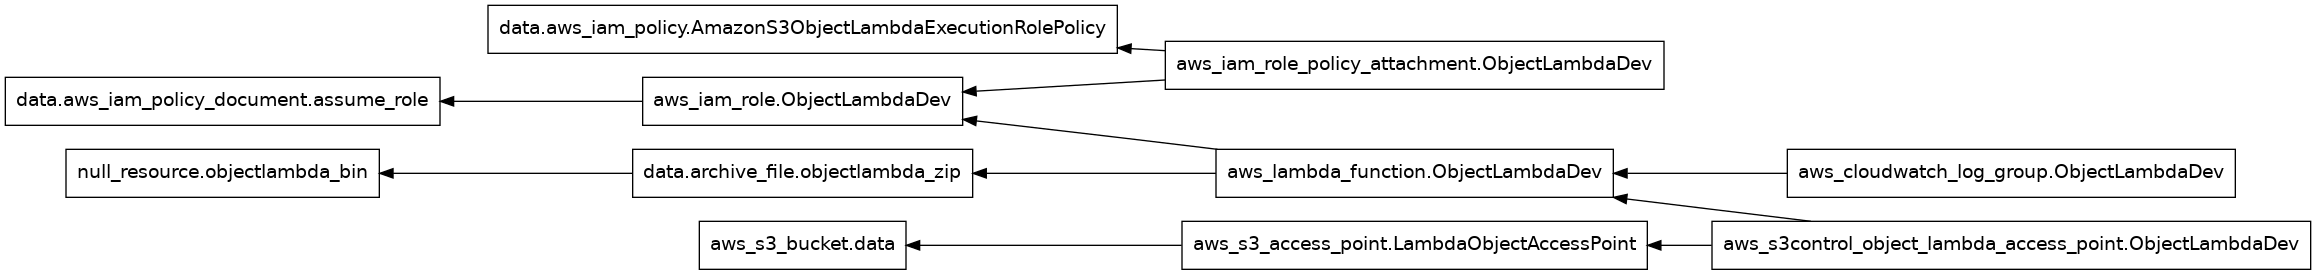 data.aws_iam_policy.AmazonS3ObjectLambdaExecutionRolePolicy
aws_iam_role_policy_attachment.ObjectLambdaDev
data.aws_iam_policy_document.assume_role
aws_iam_role.ObjectLambdaDev
null_resource.objectlambda_bin
data.archive_file.objectlambda_zip
aws_lambda_function.ObjectLambdaDev
aws_cloudwatch_log_group.ObjectLambdaDev
aws_s3_bucket.data
aws_s3_access_point.LambdaObjectAccessPoint
aws_s3control_object_lambda_access_point.ObjectLambdaDev